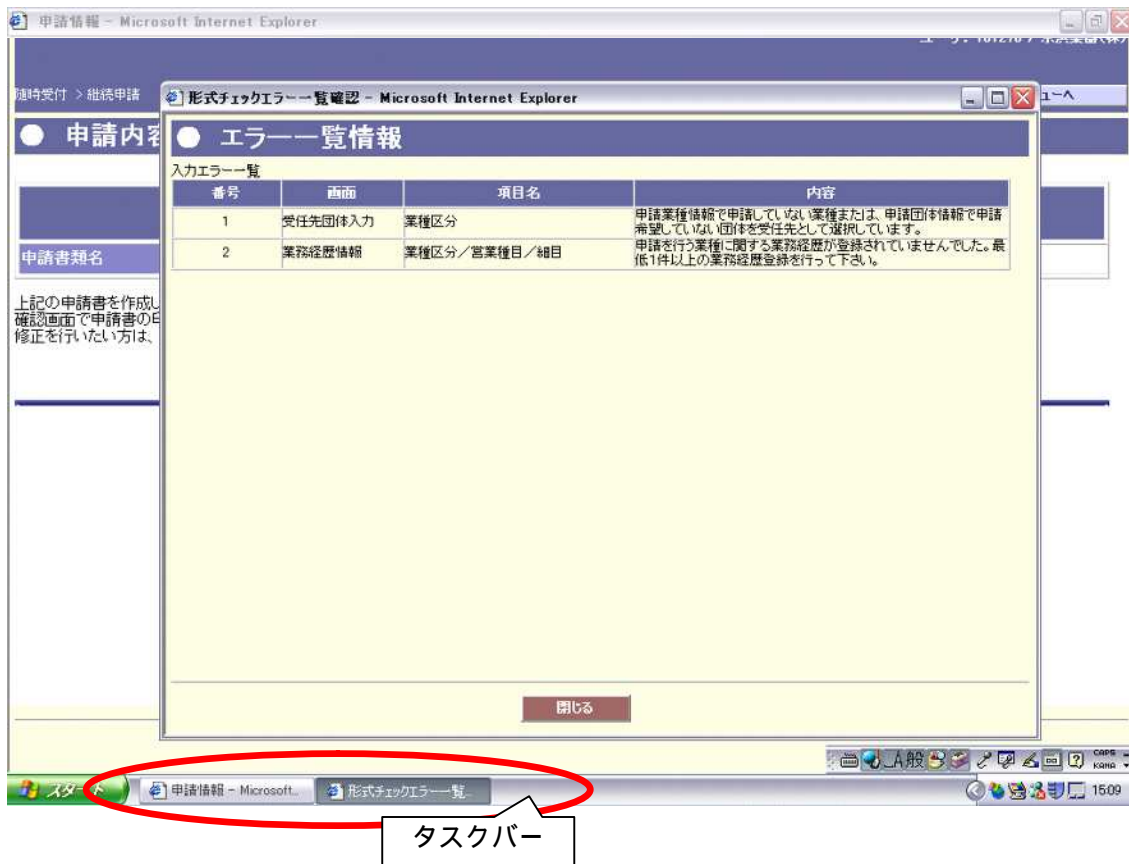 申請情報 - Microsoft Internet Explorer
随時受付 > 継続申請
形式チェックエラー一覧確認 - Microsoft Internet Explorer
ューへ
● 申請内容
● エラー一覧情報
入力エラー一覧
番号 画面 項目名 内容
1 受任先団体入力 業種区分 申請業種情報で申請していない業種または、申請団体情報で申請
希望していない団体を受任先として選択しています。
2 業務経歴情報 業種区分/営業種目/細目 申請を行う業種に関する業務経歴が登録されていませんでした。最
低1件以上の業務経歴登録を行って下さい。
申請書類名
上記の申請書を作成し
確認画面で申請書の
修正を行いたい方は、
閉じる
A般
CAPS
KANA
スタート
申請情報 - Microsoft...
形式チェックエラー一覧...
15:09
タスクバー